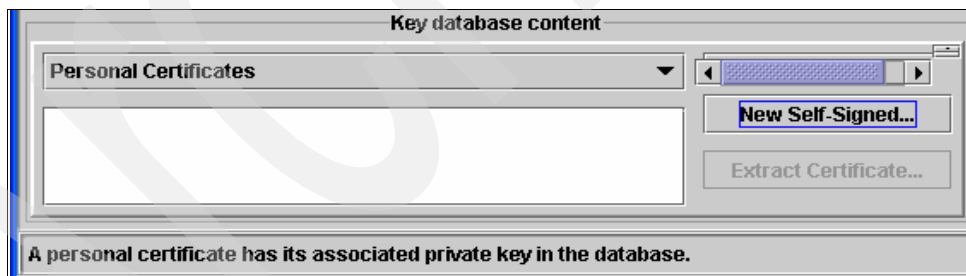 Key database content
Personal Certificates
New Self-Signed...
Extract Certificate...
A personal certificate has its associated private key in the database.